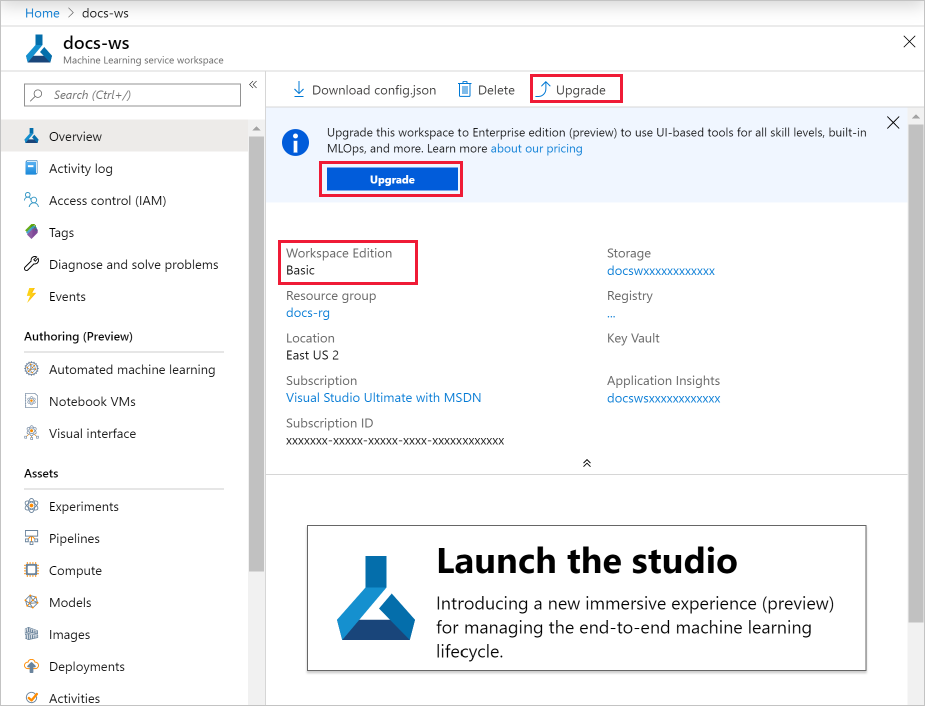 Home > docs-ws
docs-ws
Machine Learning service workspace
Search (Ctrl+/)
«
Overview
Activity log
Access control (IAM)
Tags
Diagnose and solve problems
Events
Authoring (Preview)
Automated machine learning
Notebook VMs
Visual interface
Assets
Experiments
Pipelines
Compute
Models
Images
Deployments
Activities
Download config.json
Delete
Upgrade
Upgrade this workspace to Enterprise edition (preview) to use UI-based tools for all skill levels, built-in
MLOps, and more. Learn more about our pricing
Upgrade
Workspace Edition
Basic
Resource group
docs-rg
Location
East US 2
Subscription
Visual Studio Ultimate with MSDN
Subscription ID
xxxxxxx-xxxxx-xxxxx-xxxx-xxxxxxxxxxxx
Storage
docswxxxxxxxxxxxx
Registry
...
Key Vault
Application Insights
docswsxxxxxxxxxxxx
Launch the studio
Introducing a new immersive experience (preview)
for managing the end-to-end machine learning
lifecycle.